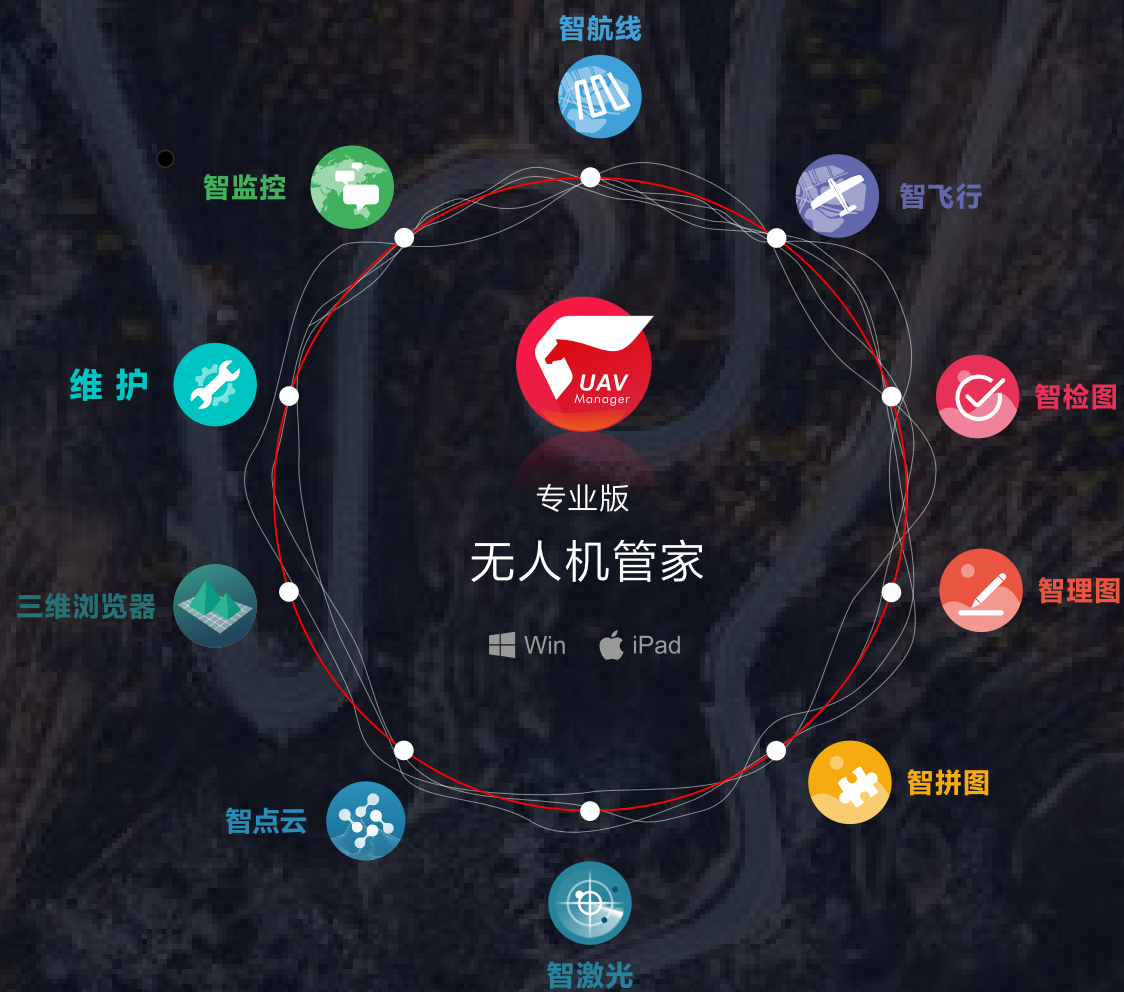 智航线
智监控
智飞行
维 护
智检图
UAV
Manager
专业版
无人机管家
三维浏览器
智理图
Win
iPad
智拼图
智点云
智激光